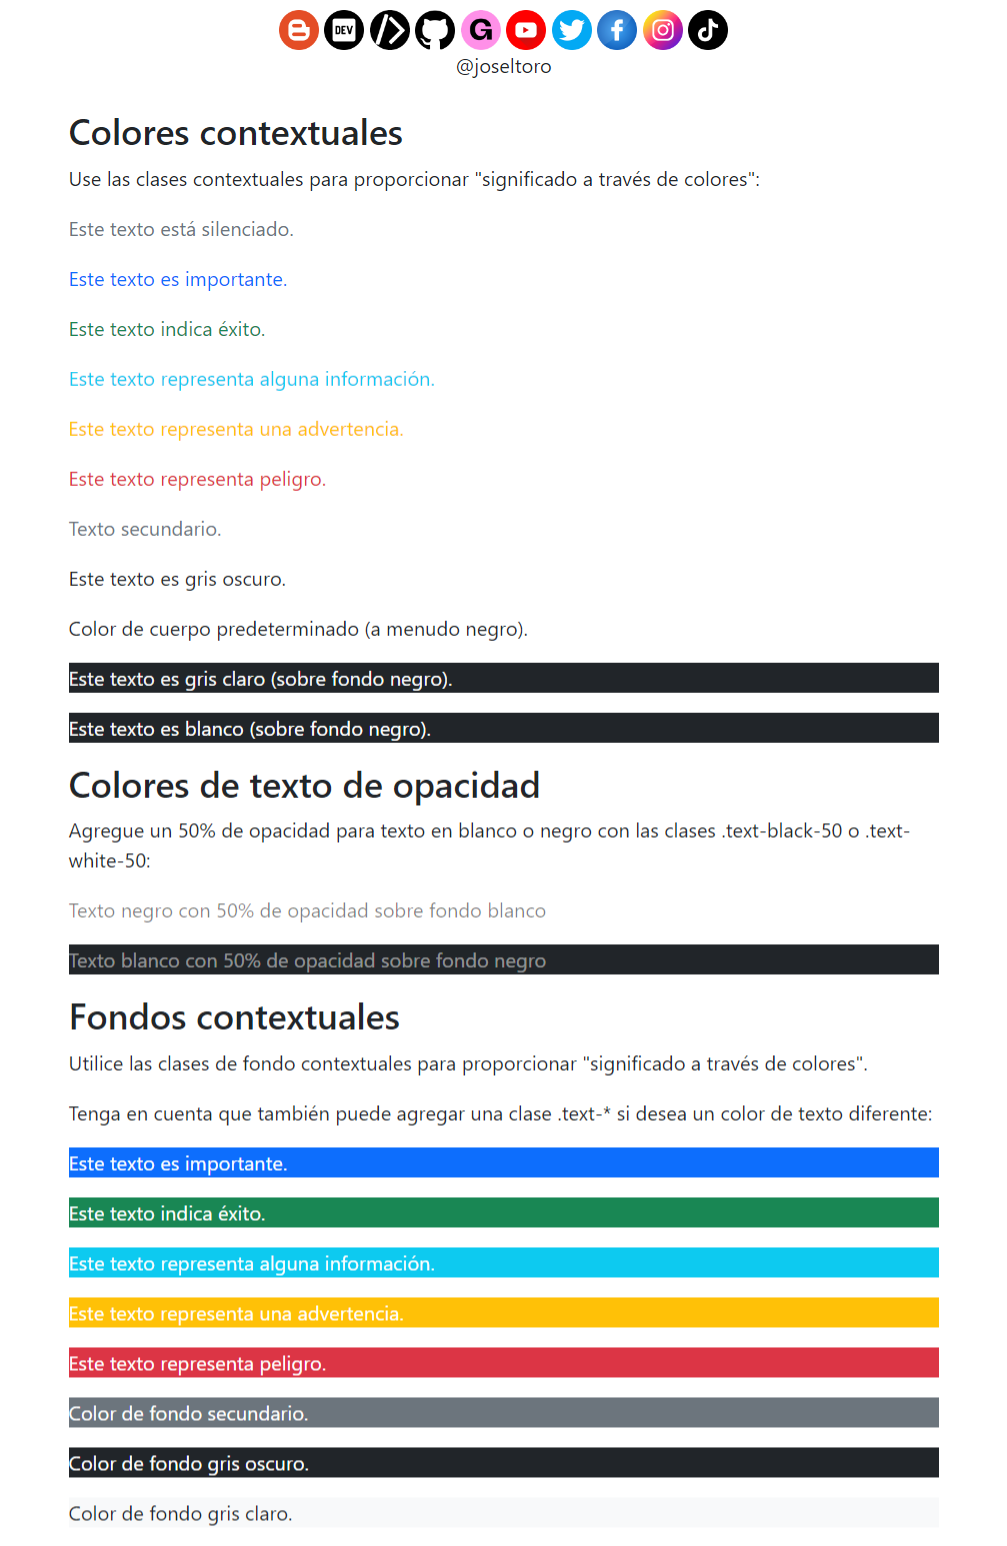 DEV
G
@joseltoro
Colores contextuales
Use las clases contextuales para proporcionar "significado a través de colores":
Este texto está silenciado.
Este texto es importante.
Este texto indica éxito.
Este texto representa alguna información.
Este texto representa una advertencia.
Este texto representa peligro.
Texto secundario.
Este texto es gris oscuro.
Color de cuerpo predeterminado (a menudo negro).
Este texto es gris claro (sobre fondo negro).
Este texto es blanco (sobre fondo negro).
Colores de texto de opacidad
Agregue un 50% de opacidad para texto en blanco o negro con las clases .text-black-50 o .text-
white-50:
Texto negro con 50% de opacidad sobre fondo blanco
Texto blanco con 50% de opacidad sobre fondo negro
Fondos contextuales
Utilice las clases de fondo contextuales para proporcionar "significado a través de colores".
Tenga en cuenta que también puede agregar una clase .text-* si desea un color de texto diferente:
Este texto es importante.
Este texto indica éxito.
Este texto representa alguna información.
Este texto representa una advertencia.
Este texto representa peligro.
Color de fondo secundario.
Color de fondo gris oscuro.
Color de fondo gris claro.